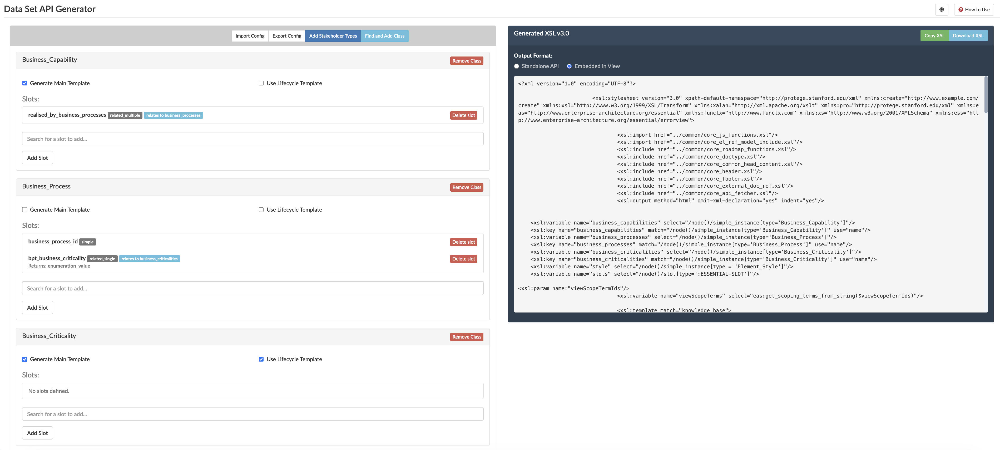 Data Set API Generator
How to Use
Import Config
Export Config
Add Stakeholder Types
Find and Add Class
Business_Capability
Remove Class
Generate Main Template
Use Lifecycle Template
Slots:
realised_by_business_processes related_multiple relates to business_processes
Delete slot
Search for a slot to add...
Add Slot
Business_Process
Remove Class
Generate Main Template
Use Lifecycle Template
Slots:
business_process_id simple
Delete slot
bpt_business_criticality related_single relates to business_criticalities
Delete slot
Returns: enumeration_value
Search for a slot to add...
Add Slot
Business_Criticality
Remove Class
Generate Main Template
Use Lifecycle Template
Slots:
No slots defined.
Search for a slot to add...
Add Slot
Generated XSL v3.0
Copy XSL
Download XSL
Output Format:
Standalone API
Embedded in View
<?xml version="1.0" encoding="UTF-8"?>
<xsl:stylesheet version="3.0" xpath-default-namespace="http://protege.stanford.edu/xml" xmlns:create="http://www.example.com/
create" xmlns:xsl="http://www.w3.org/1999/XSL/Transform" xmlns:xalan="http://xml.apache.org/xslt" xmlns:pro="http://protege.stanford.edu/xml" xmlns:e
as="http://www.enterprise-architecture.org/essential" xmlns:functx="http://www.functx.com" xmlns:xs="http://www.w3.org/2001/XMLSchema" xmlns:ess="htt
p://www.enterprise-architecture.org/essential/errorview">
<xsl:import href="../common/core_js_functions.xsl"/>
<xsl:import href="../common/core_el_ref_model_include.xsl"/>
<xsl:include href="../common/core_roadmap_functions.xsl"/>
<xsl:include href="../common/core_doctype.xsl"/>
<xsl:include href="../common/core_common_head_content.xsl"/>
<xsl:include href="../common/core_header.xsl"/>
<xsl:include href="../common/core_footer.xsl"/>
<xsl:include href="../common/core_external_doc_ref.xsl"/>
<xsl:include href="../common/core_api_fetcher.xsl"/>
<xsl:output method="html" omit-xml-declaration="yes" indent="yes"/>
<xsl:variable name="business_capabilities" select="/node()/simple_instance[type='Business_Capability']"/>
<xsl:key name="business_capabilities" match="/node()/simple_instance[type='Business_Capability']" use="name"/>
<xsl:variable name="business_processes" select="/node()/simple_instance[type='Business_Process']"/>
<xsl:key name="business_processes" match="/node()/simple_instance[type='Business_Process']" use="name"/>
<xsl:variable name="business_criticalities" select="/node()/simple_instance[type='Business_Criticality']"/>
<xsl:key name="business_criticalities" match="/node()/simple_instance[type='Business_Criticality']" use="name"/>
<xsl:variable name="style" select="/node()/simple_instance[type = 'Element_Style']"/>
<xsl:variable name="slots" select="/node()/slot[type=':ESSENTIAL-SLOT']"/>
<xsl:param name="viewScopeTermIds"/>
<xsl:variable name="viewScopeTerms" select="eas:get_scoping_terms_from_string($viewScopeTermIds)"/>
<xsl:template match="knowledge_base">